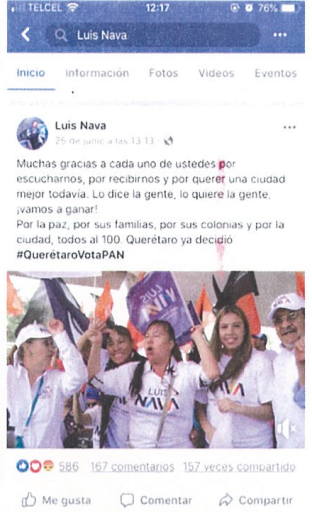 TELCEL 12:17 76%
Luis Nava
Inicio Información Fotos Videos Eventos
Luis Nava
25 de junio a las 13:13 ·
Muchas gracias a cada uno de ustedes por
escucharnos, por recibirnos y por querer una ciudad
mejor todavía. Lo dice la gente, lo quiere la gente,
¡vamos a ganar!
Por la paz, por sus familias, por sus colonias y por la
ciudad, todos al 100. Querétaro ya decidió
#QuerétaroVotaPAN
LUIS
LUIS
NAVA
NAVA
586 167 comentarios 157 veces compartido
Me gusta Comentar Compartir